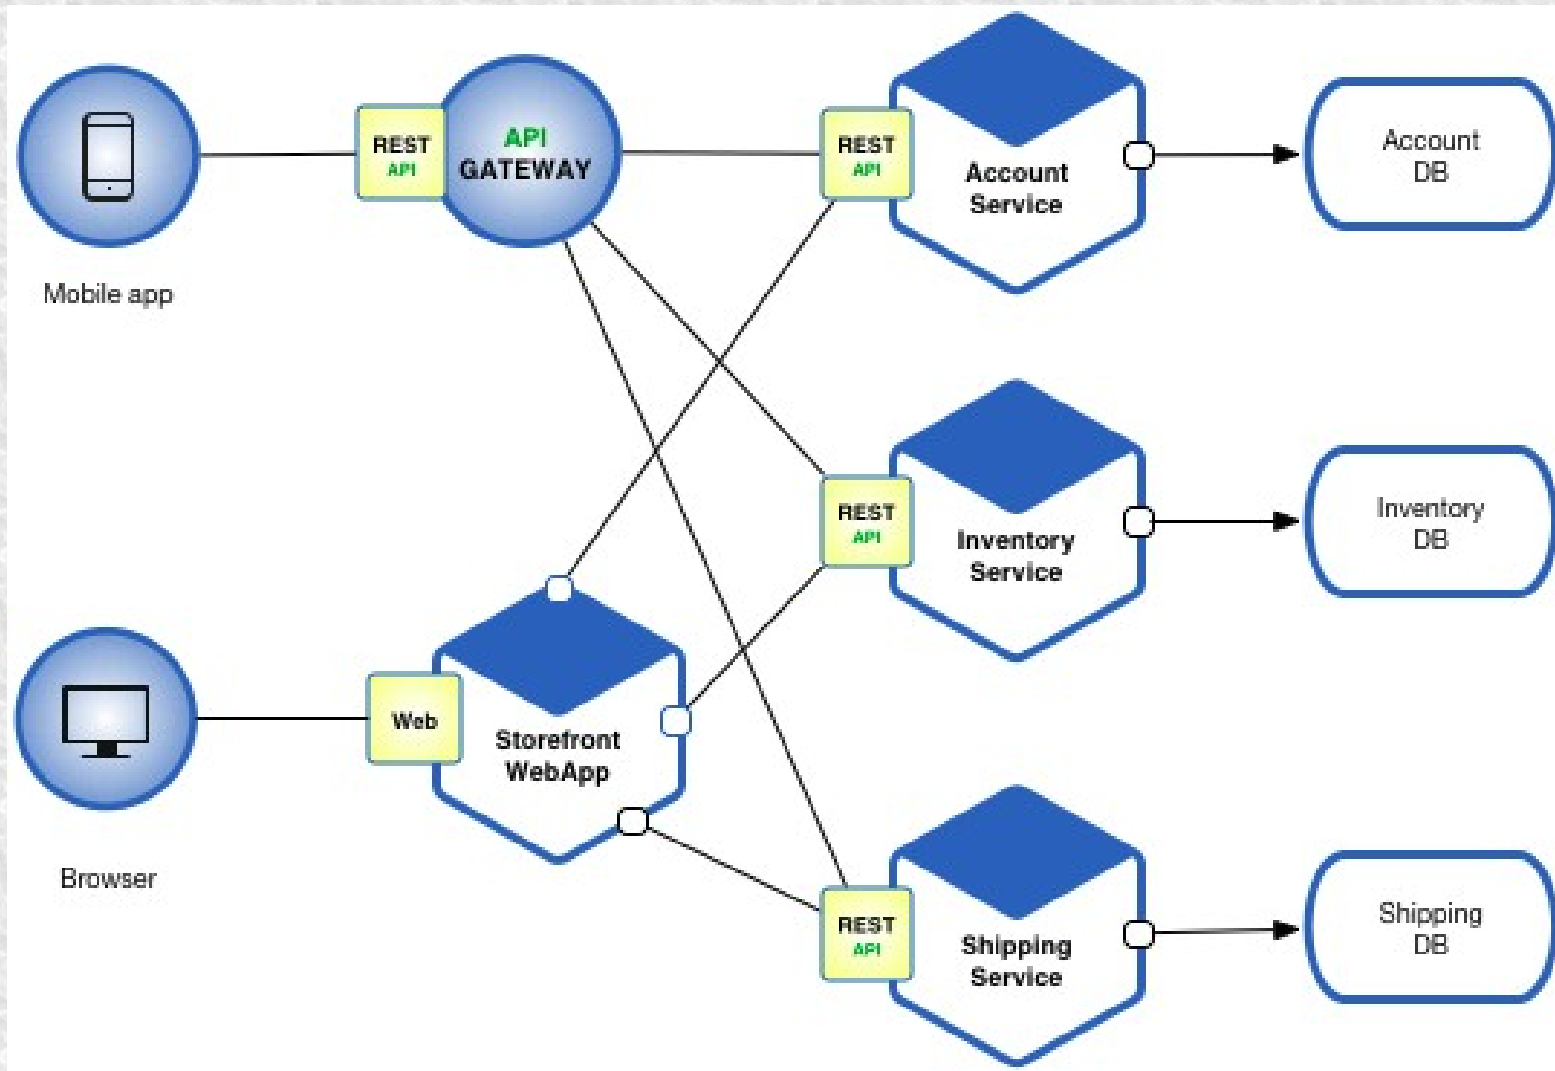 REST
API
API
GATEWAY
REST
API
Account
Service
Account
DB
Mobile app
REST
API
Inventory
Service
Inventory
DB
Web
Storefront
WebApp
Browser
REST
API
Shipping
Service
Shipping
DB